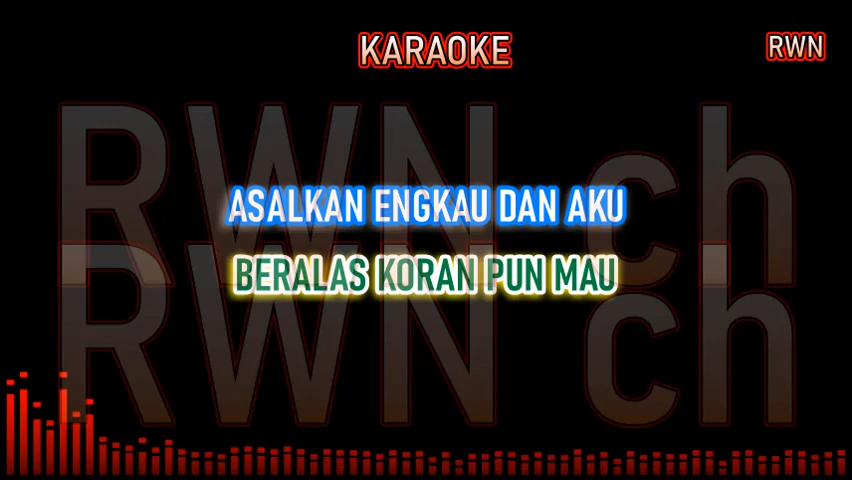 KARAOKE
RWN
RWN ch
ASALKAN ENGKAU DAN AKU
BERALAS KORAN PUN MAU
RWN ch